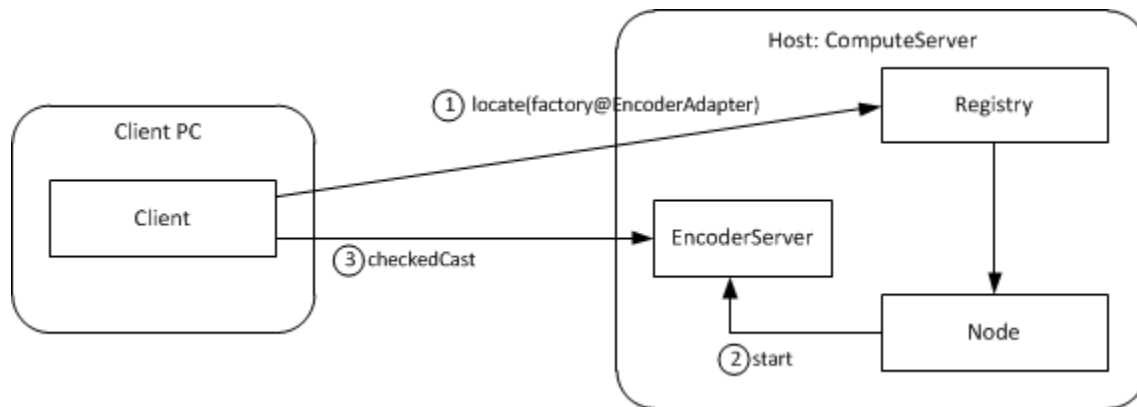 Host: ComputeServer
1 locate(factory@EncoderAdapter)
Registry
Client PC
Client
EncoderServer
3 checkedCast
Node
2 start